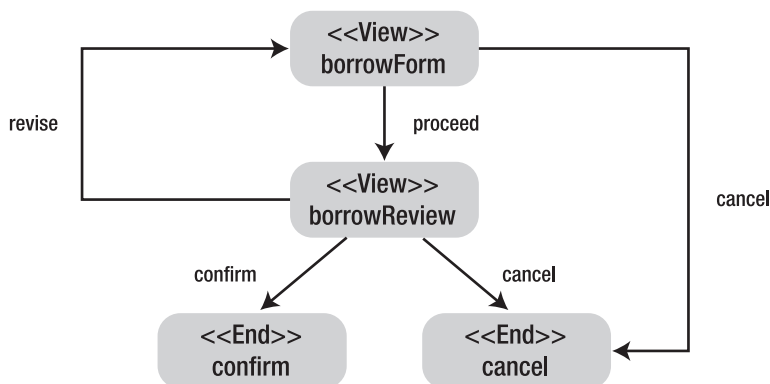 <<View>>
borrowForm
revise
proceed
<<View>>
borrowReview
cancel
confirm
cancel
<<End>>
confirm
<<End>>
cancel